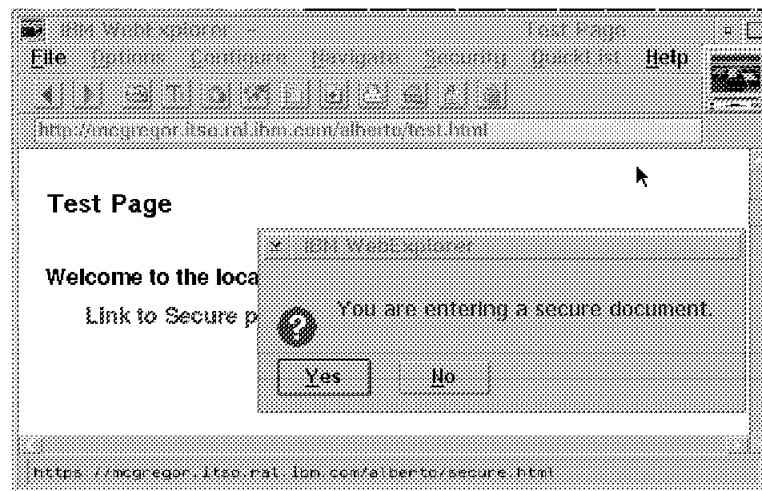 IBM WebExplorer - Test Page
File Options Configure Navigate Security QuickList Help
http://mcgregor.itso.ral.ibm.com/alberto/test.html
Test Page
IBM WebExplorer
Welcome to the loca
You are entering a secure document.
Link to Secure p
Yes No
https://mcgregor.itso.ral.ibm.com/alberto/secure.html